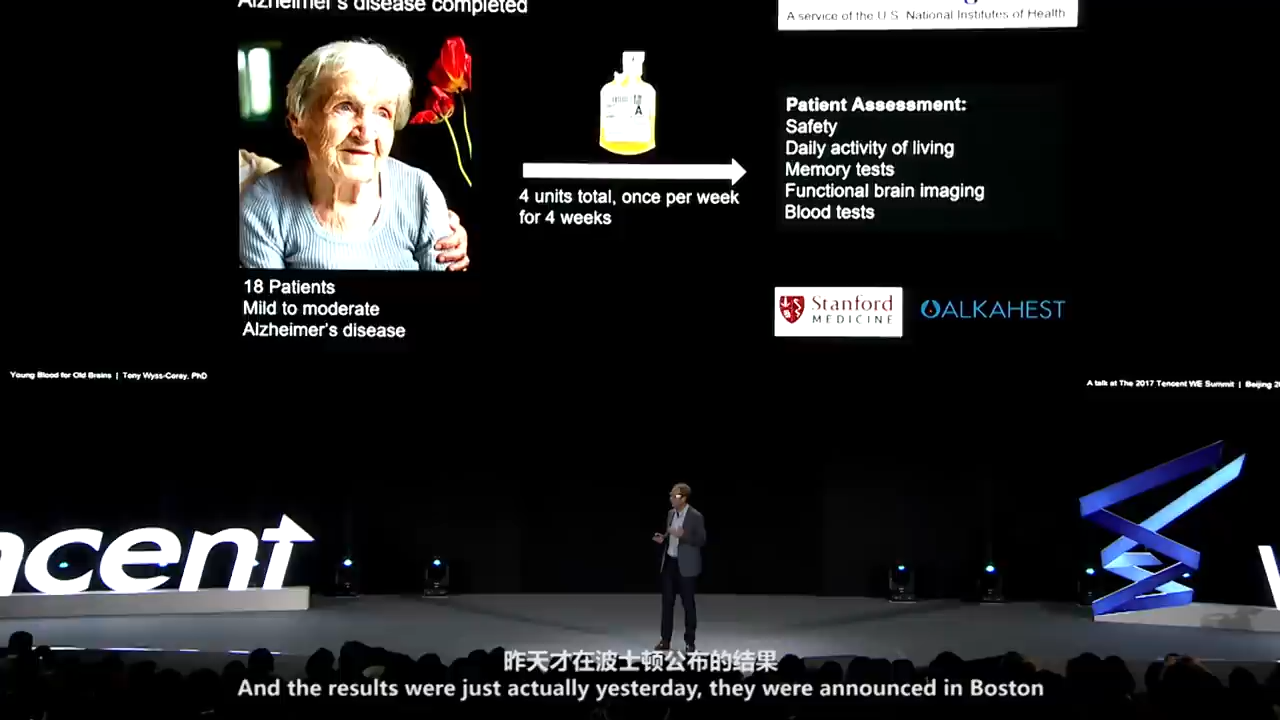 Alzheimer's disease completed
A service of the U.S. National Institutes of Health
A
4 units total, once per week
for 4 weeks
Patient Assessment:
Safety
Daily activity of living
Memory tests
Functional brain imaging
Blood tests
18 Patients
Mild to moderate
Alzheimer's disease
Stanford
MEDICINE
ALKAHEST
Young Blood for Old Brains | Tony Wyss-Coray, PhD
A talk at The 2017 Tencent WE Summit | Beijing
ncent
昨天才在波士顿公布的结果
And the results were just actually yesterday, they were announced in Boston